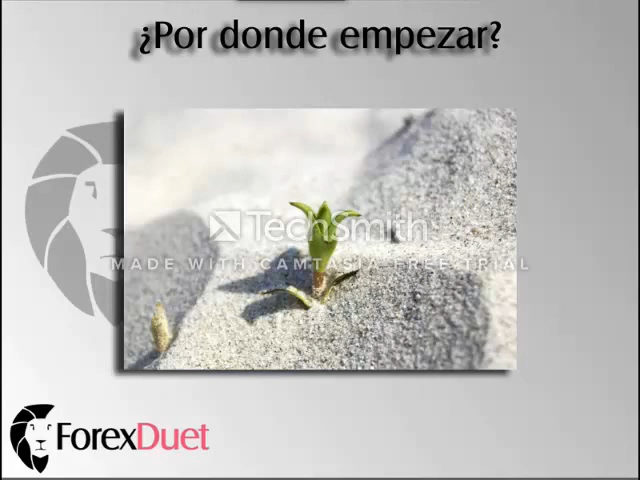 ¿Por donde empezar?
TechSmith
MADE WITH CAMTASIA FREE TRIAL
ForexDuet